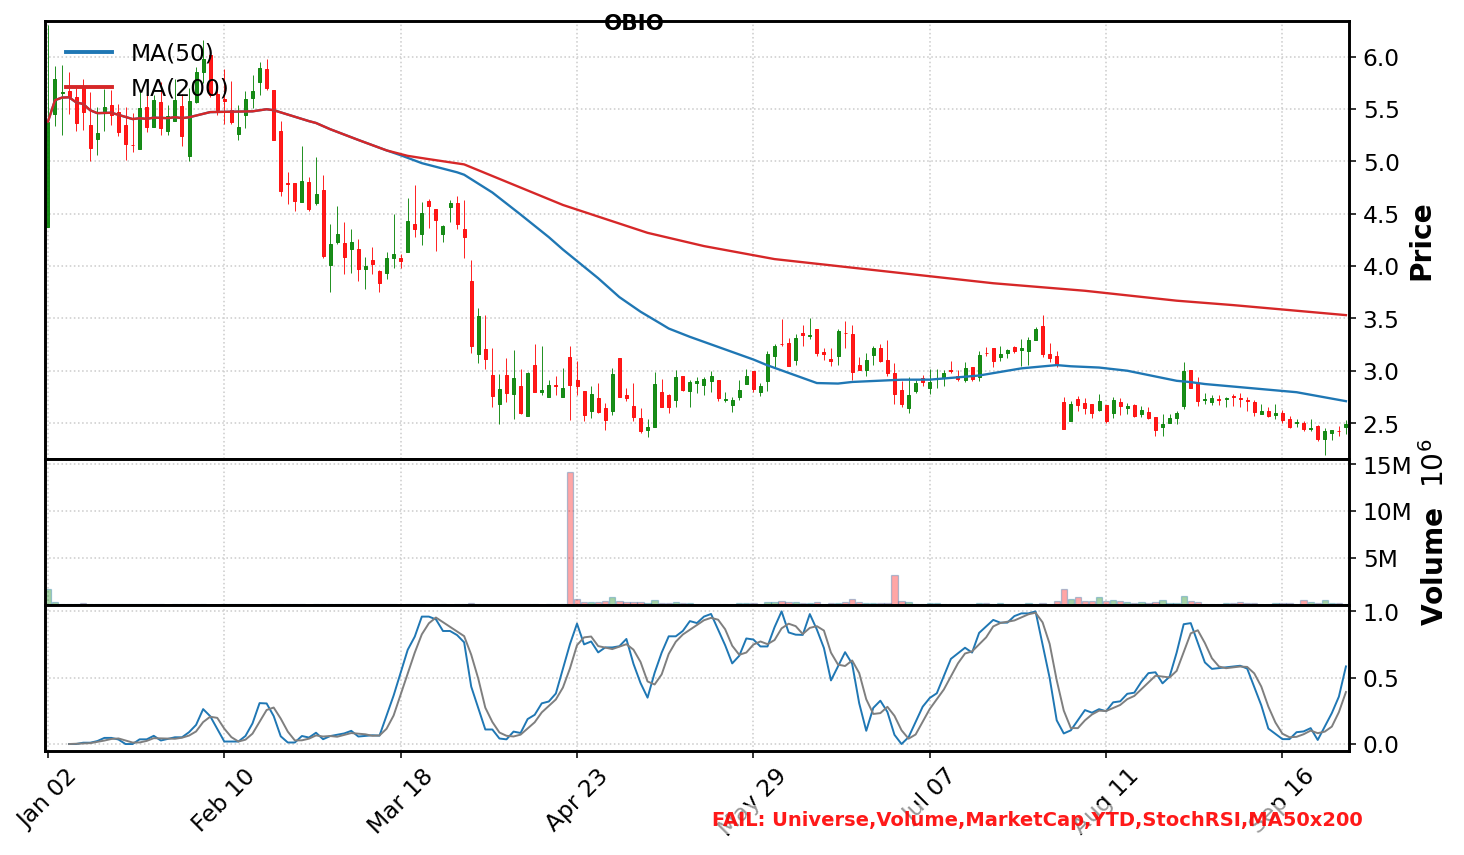 OBIO
MA(50)
MA(200)
6.0
5.5
5.0
4.5
4.0
3.5
3.0
2.5
Price
15M
10M
5M
Volume 10⁶
1.0
0.5
0.0
Jan 02
Feb 10
Mar 18
Apr 23
May 29
Jul 07
Aug 11
Sep 16
FAIL: Universe,Volume,MarketCap,YTD,StochRSI,MA50x200